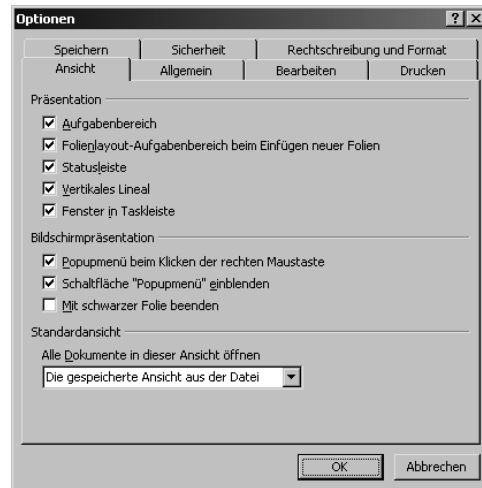 Optionen
Speichern Sicherheit Rechtschreibung und Format
Ansicht Allgemein Bearbeiten Drucken
Präsentation
Aufgabenbereich
Folienlayout-Aufgabenbereich beim Einfügen neuer Folien
Statusleiste
Vertikales Lineal
Fenster in Taskleiste
Bildschirmpräsentation
Popupmenü beim Klicken der rechten Maustaste
Schaltfläche "Popupmenü" einblenden
Mit schwarzer Folie beenden
Standardansicht
Alle Dokumente in dieser Ansicht öffnen
Die gespeicherte Ansicht aus der Datei
OK Abbrechen